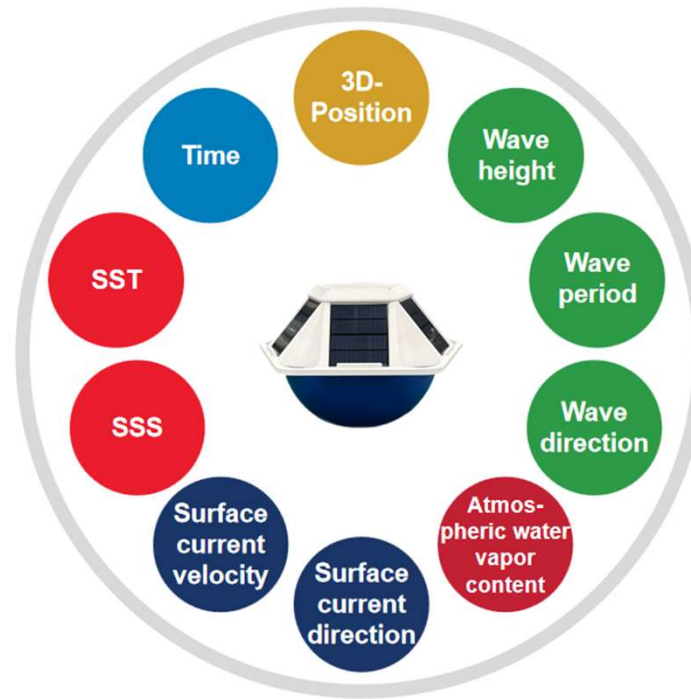 3D-
Position
Wave
height
Wave
period
Wave
direction
Atmos-
pheric water
vapor
content
Surface
current
direction
Surface
current
velocity
SSS
SST
Time